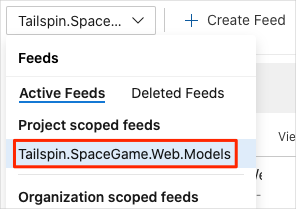 Tailspin.Space...
+ Create Feed
Feeds
Active Feeds
Deleted Feeds
Project scoped feeds
Tailspin.SpaceGame.Web.Models
Vie
Organization scoped feeds